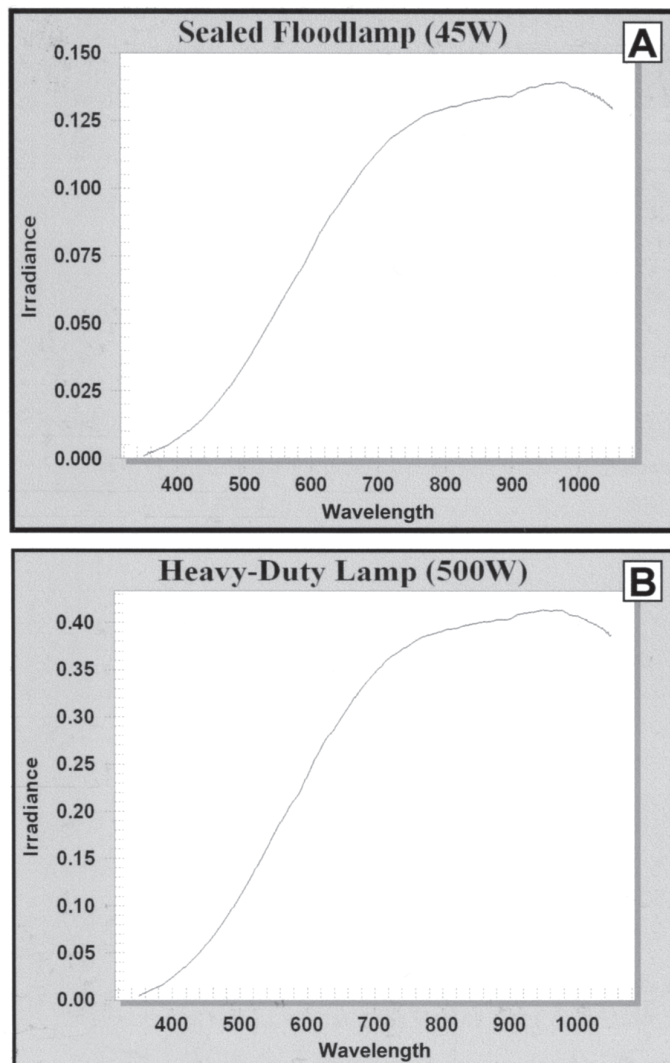 Sealed Floodlamp (45W)
A
0.150
0.125
0.100
0.075
0.050
0.025
0.000
Irradiance
400 500 600 700 800 900 1000
Wavelength
Heavy-Duty Lamp (500W)
B
0.40
0.35
0.30
0.25
0.20
0.15
0.10
0.05
0.00
Irradiance
400 500 600 700 800 900 1000
Wavelength